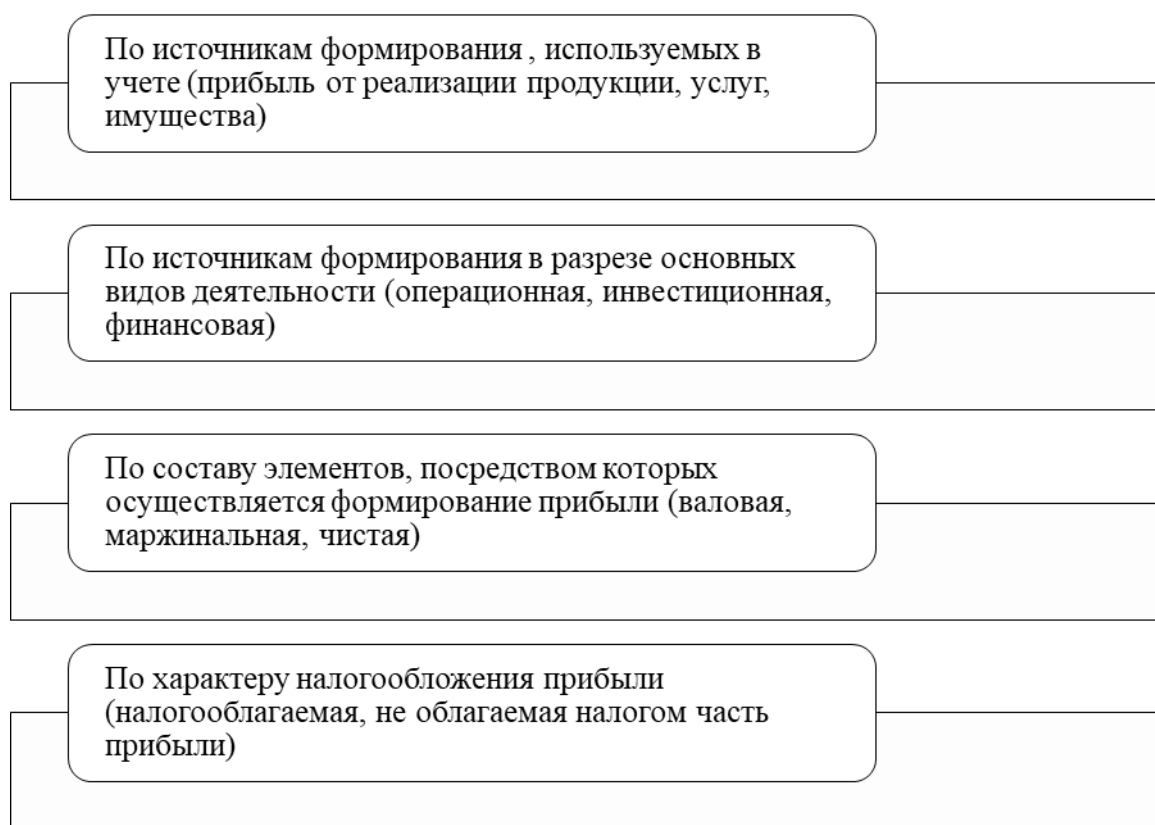 По источникам формирования , используемых в
учете (прибыль от реализации продукции, услуг,
имущества)
По источникам формирования в разрезе основных
видов деятельности (операционная, инвестиционная,
финансовая)
По составу элементов, посредством которых
осуществляется формирование прибыли (валовая,
маржинальная, чистая)
По характеру налогообложения прибыли
(налогооблагаемая, не облагаемая налогом часть
прибыли)